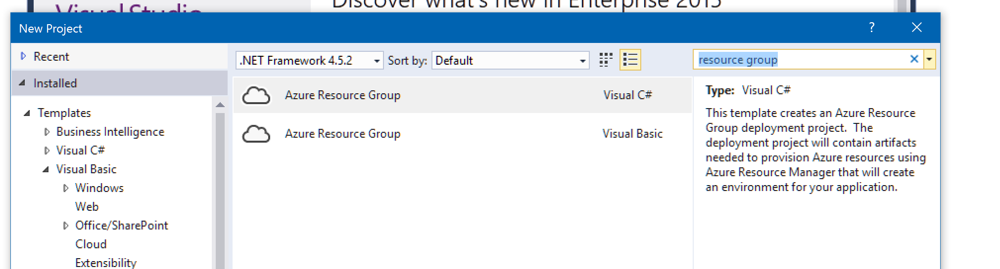 Visual Studio
Discover what's new in Enterprise 2015
New Project
?
Recent
Installed
Templates
Business Intelligence
Visual C#
Visual Basic
Windows
Web
Office/SharePoint
Cloud
Extensibility
.NET Framework 4.5.2
Sort by:
Default
resource group
Azure Resource Group
Visual C#
Azure Resource Group
Visual Basic
Type: Visual C#
This template creates an Azure Resource
Group deployment project. The
deployment project will contain artifacts
needed to provision Azure resources using
Azure Resource Manager that will create
an environment for your application.